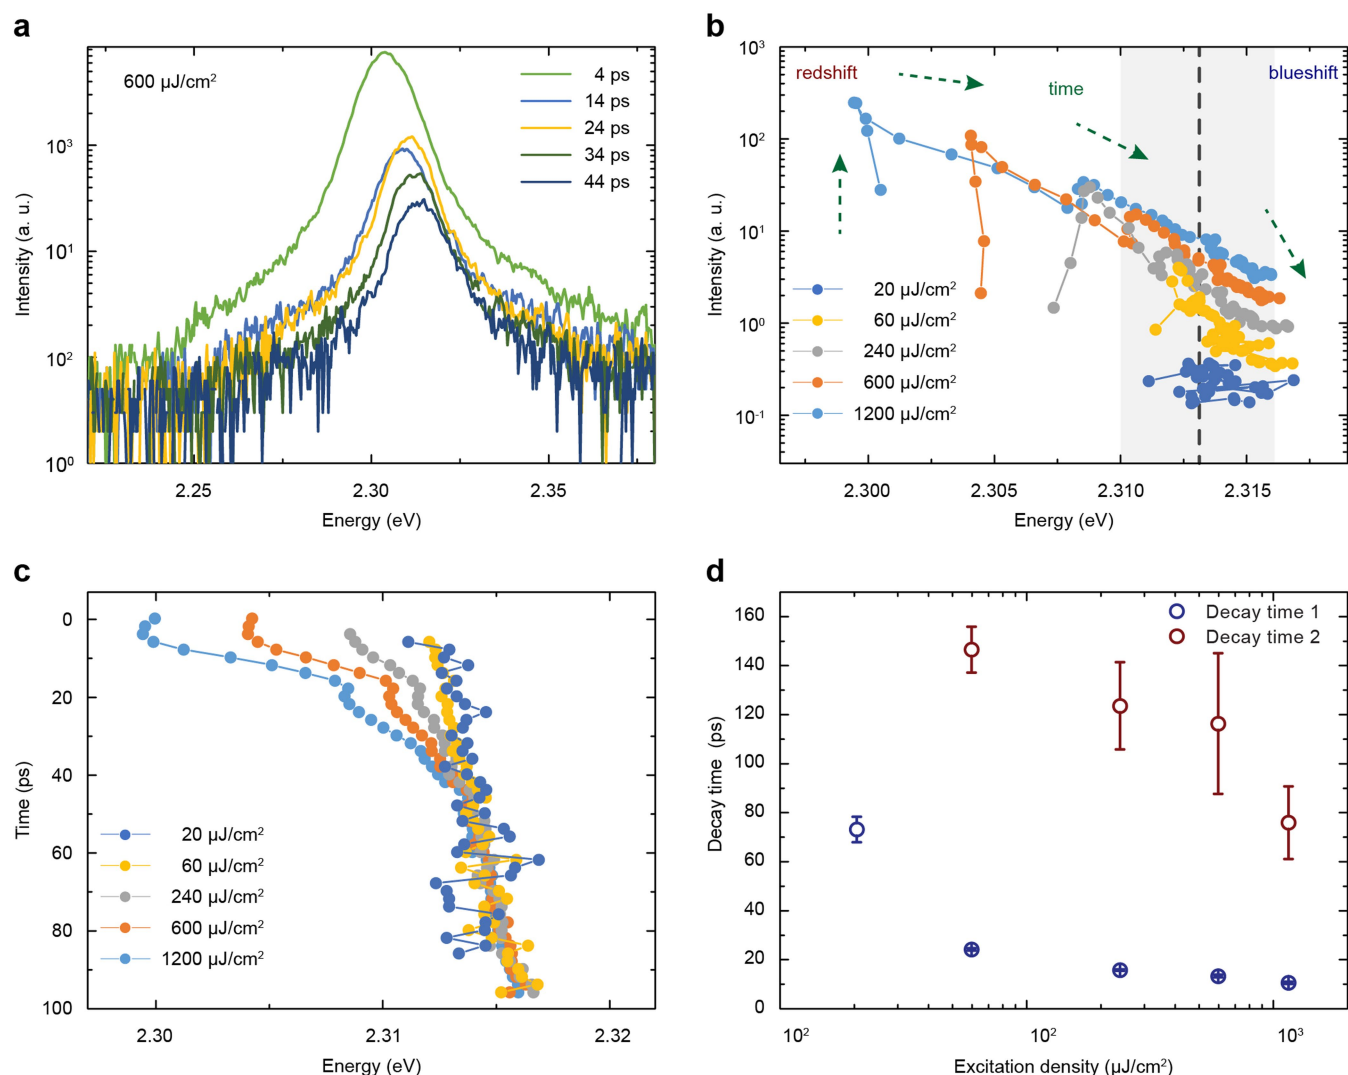 a
600 µJ/cm²
4 ps
14 ps
24 ps
34 ps
44 ps
Intensity (a. u.)
10³
10¹
10²
10⁰
2.25
2.30
2.35
Energy (eV)
b
redshift
time
blueshift
Intensity (a. u.)
10³
10²
10¹
10⁰
10⁻¹
20 µJ/cm²
60 µJ/cm²
240 µJ/cm²
600 µJ/cm²
1200 µJ/cm²
2.300
2.305
2.310
2.315
Energy (eV)
c
Time (ps)
0
20
40
60
80
100
20 µJ/cm²
60 µJ/cm²
240 µJ/cm²
600 µJ/cm²
1200 µJ/cm²
2.30
2.31
2.32
Energy (eV)
d
Decay time 1
Decay time 2
Decay time (ps)
160
140
120
100
80
60
40
20
0
10²
10²
10³
Excitation density (µJ/cm²)